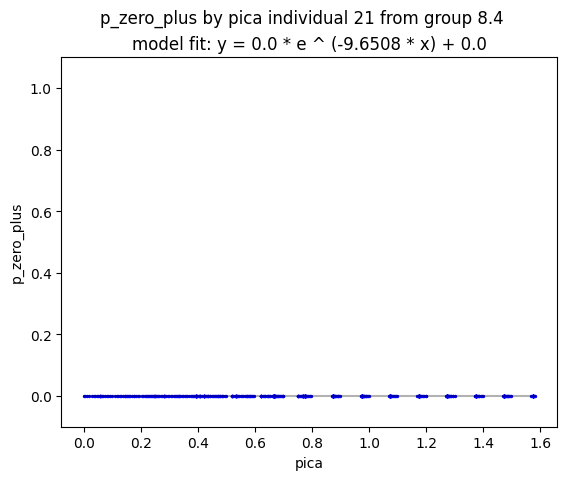 p_zero_plus by pica individual 21 from group 8.4
model fit: y = 0.0 * e ^ (-9.6508 * x) + 0.0
1.0
0.8
0.6
0.4
0.2
0.0
p_zero_plus
0.0 0.2 0.4 0.6 0.8 1.0 1.2 1.4 1.6
pica